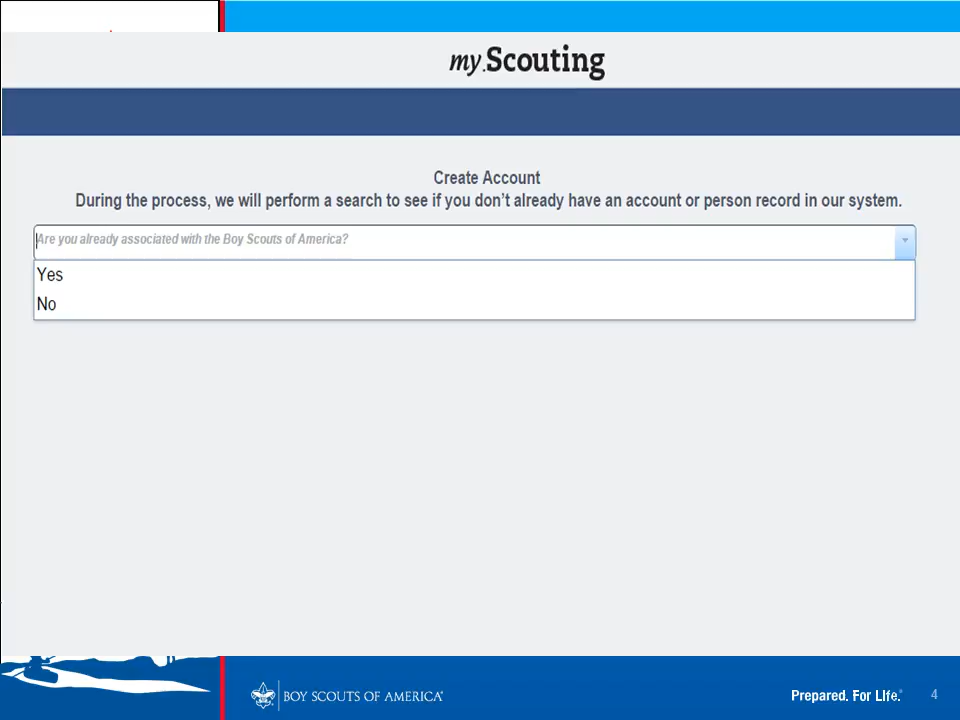 my.Scouting
Create Account
During the process, we will perform a search to see if you don't already have an account or person record in our system.
Are you already associated with the Boy Scouts of America?
Yes
No
BOY SCOUTS OF AMERICA®
Prepared. For Life.®
4